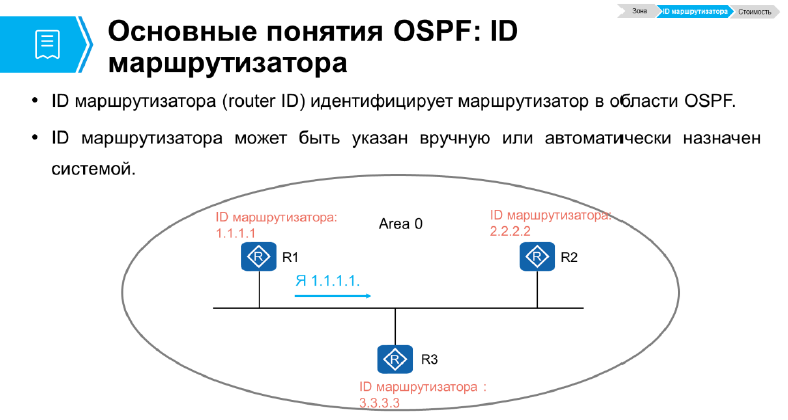 Зона
ID маршрутизатора
Стоимость
Основные понятия OSPF: ID
маршрутизатора
• ID маршрутизатора (router ID) идентифицирует маршрутизатор в области OSPF.
• ID маршрутизатора может быть указан вручную или автоматически назначен
системой.
ID маршрутизатора:
1.1.1.1
Area 0
ID маршрутизатора:
2.2.2.2
R
R1
R
R2
Я 1.1.1.1.
R
R3
ID маршрутизатора :
3.3.3.3